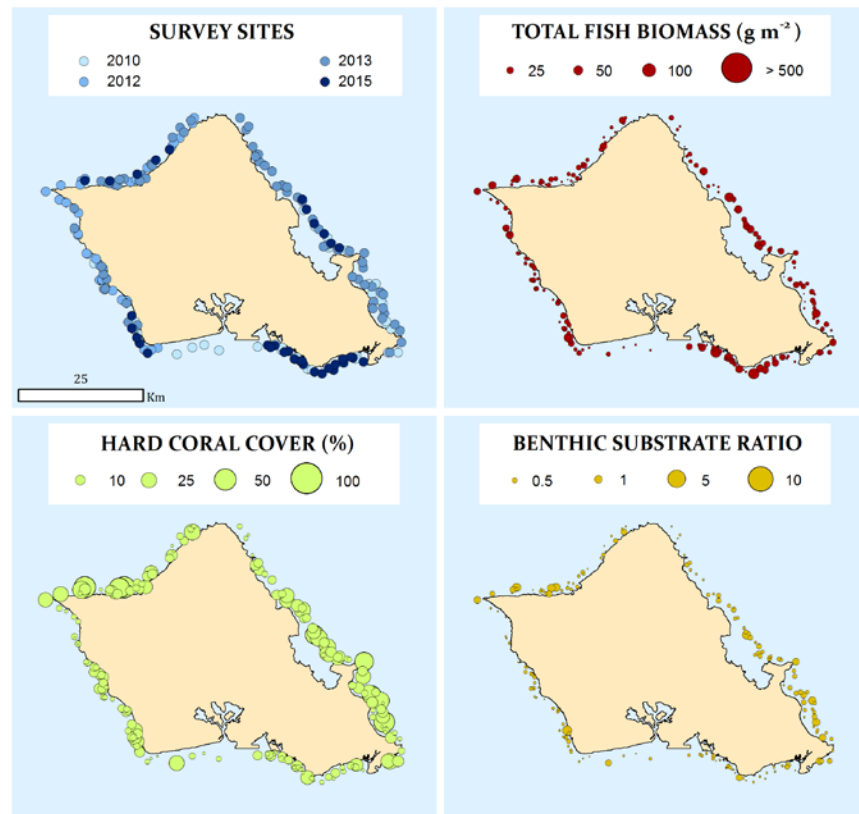 SURVEY SITES
2010 2013
2012 2015
25
Km
TOTAL FISH BIOMASS (g m⁻²)
25 50 100 > 500
HARD CORAL COVER (%)
10 25 50 100
BENTHIC SUBSTRATE RATIO
0.5 1 5 10